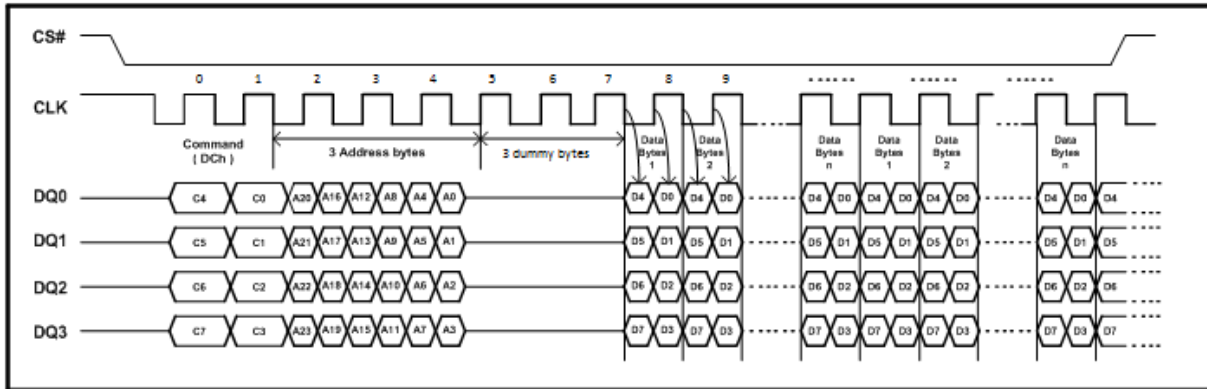 CS#
0 1 2 3 4 5 6 7 8 9
CLK
Command
( DCh )
3 Address bytes
3 dummy bytes
Data
Bytes
1
Data
Bytes
2
Data
Bytes
n
Data
Bytes
1
Data
Bytes
2
Data
Bytes
n
DQ0 C4 C0 A20 A16 A12 A8 A4 A0 D4 D0 D4 D0 D4 D0 D4 D0 D4 D0 D4 D0 D4
DQ1 C5 C1 A21 A17 A13 A9 A5 A1 D5 D1 D5 D1 D5 D1 D5 D1 D5 D1 D5 D1 D5
DQ2 C6 C2 A22 A18 A14 A10 A6 A2 D6 D2 D6 D2 D6 D2 D6 D2 D6 D2 D6 D2 D6
DQ3 C7 C3 A23 A19 A15 A11 A7 A3 D7 D3 D7 D3 D7 D3 D7 D3 D7 D3 D7 D3 D7